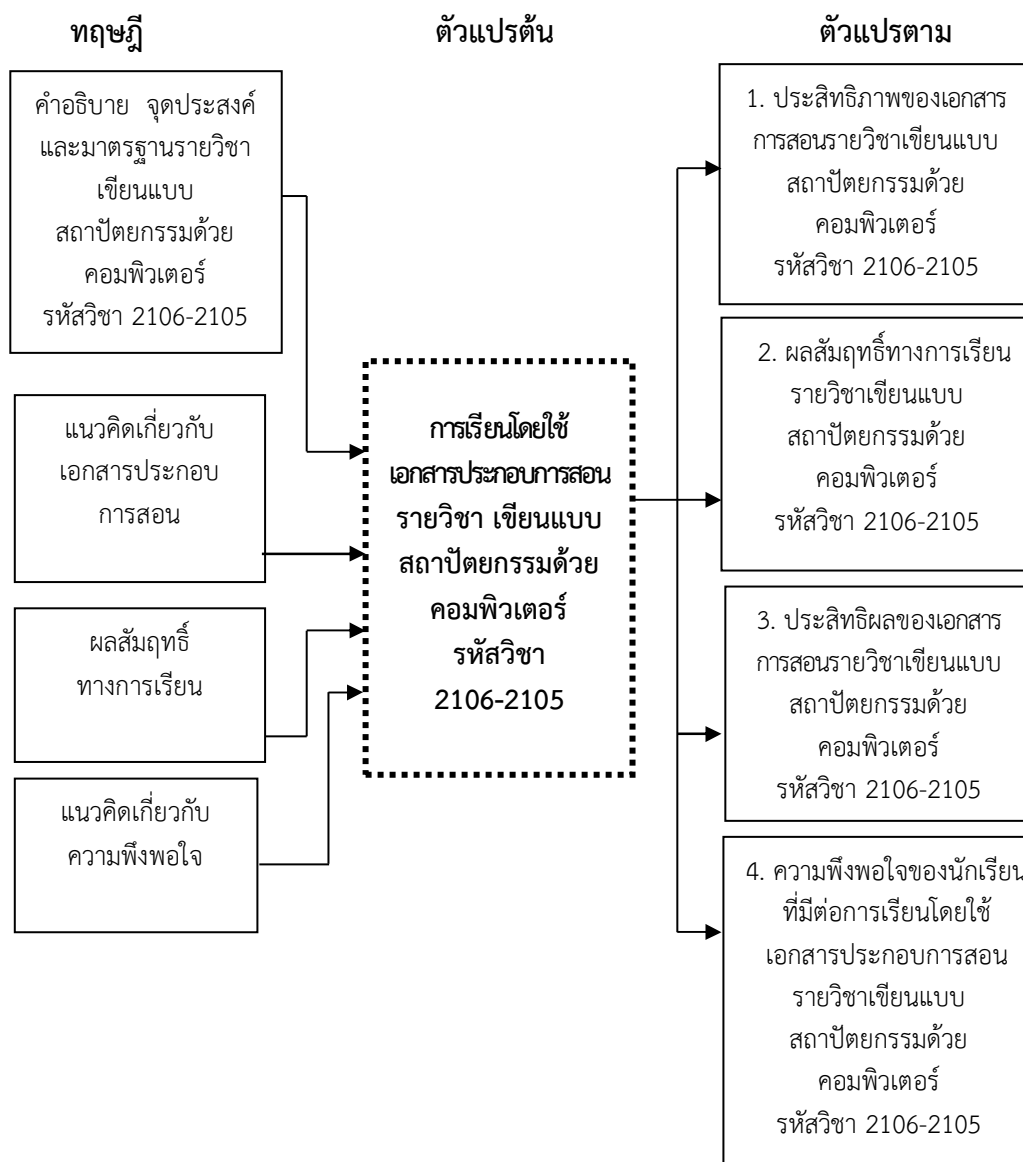 ทฤษฎี
ตัวแปรต้น
ตัวแปรตาม
คำอธิบาย จุดประสงค์
และมาตรฐานรายวิชา
เขียนแบบ
สถาปัตยกรรมด้วย
คอมพิวเตอร์
รหัสวิชา 2106-2105
แนวคิดเกี่ยวกับ
เอกสารประกอบ
การสอน
ผลสัมฤทธิ์
ทางการเรียน
แนวคิดเกี่ยวกับ
ความพึงพอใจ
การเรียนโดยใช้
เอกสารประกอบการสอน
รายวิชา เขียนแบบ
สถาปัตยกรรมด้วย
คอมพิวเตอร์
รหัสวิชา
2106-2105
1. ประสิทธิภาพของเอกสาร
การสอนรายวิชาเขียนแบบ
สถาปัตยกรรมด้วย
คอมพิวเตอร์
รหัสวิชา 2106-2105
2. ผลสัมฤทธิ์ทางการเรียน
รายวิชาเขียนแบบ
สถาปัตยกรรมด้วย
คอมพิวเตอร์
รหัสวิชา 2106-2105
3. ประสิทธิผลของเอกสาร
การสอนรายวิชาเขียนแบบ
สถาปัตยกรรมด้วย
คอมพิวเตอร์
รหัสวิชา 2106-2105
4. ความพึงพอใจของนักเรียน
ที่มีต่อการเรียนโดยใช้
เอกสารประกอบการสอน
รายวิชาเขียนแบบ
สถาปัตยกรรมด้วย
คอมพิวเตอร์
รหัสวิชา 2106-2105